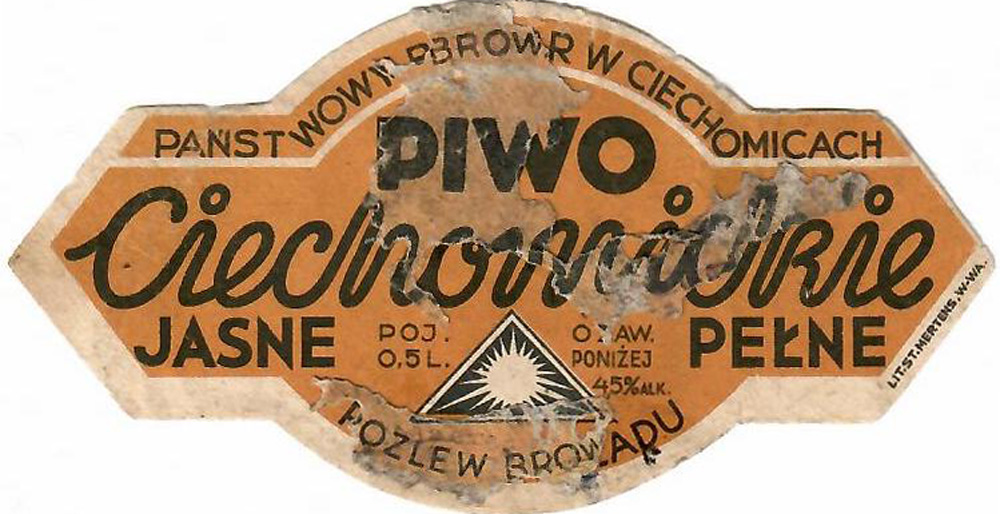 PAŃSTWOWY BROWAR W CIECHOMICACH
PIWO
Ciechomickie
JASNE
POJ.
0,5 L.
ZAW.
PONIŻEJ
4,5% ALK.
PEŁNE
ROZLEW BROWARU
LIT. ST. MERTENS, W-WA.